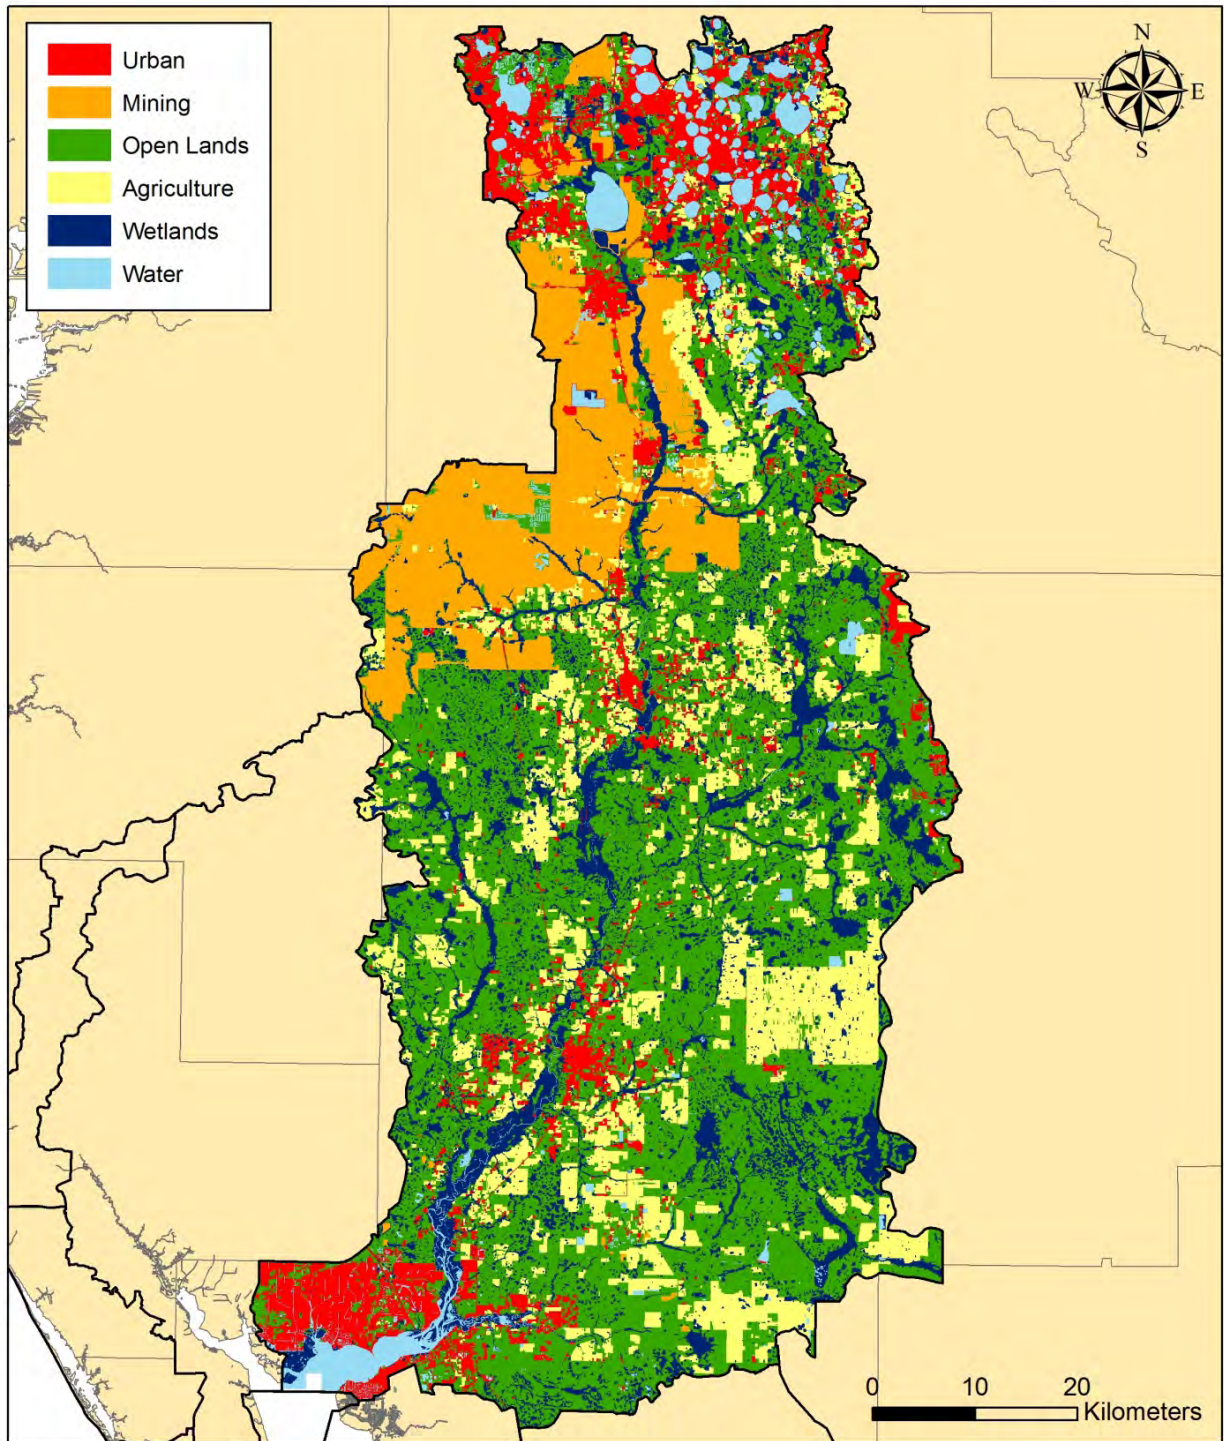 Urban
Mining
Open Lands
Agriculture
Wetlands
Water
N
W E
S
0 10 20
Kilometers